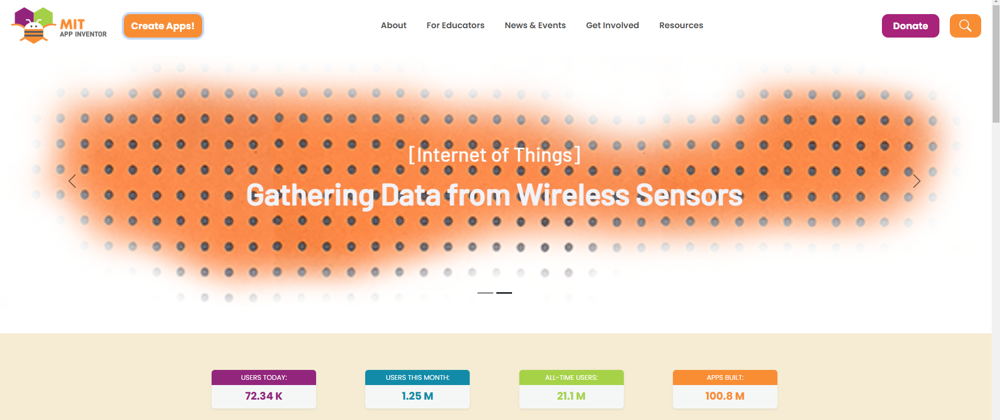 MIT
APP INVENTOR
Create Apps!
About
For Educators
News & Events
Get Involved
Resources
Donate
[Internet of Things]
Gathering Data from Wireless Sensors
USERS TODAY:
72.34 K
USERS THIS MONTH:
1.25 M
ALL-TIME USERS:
21.1 M
APPS BUILT:
100.8 M